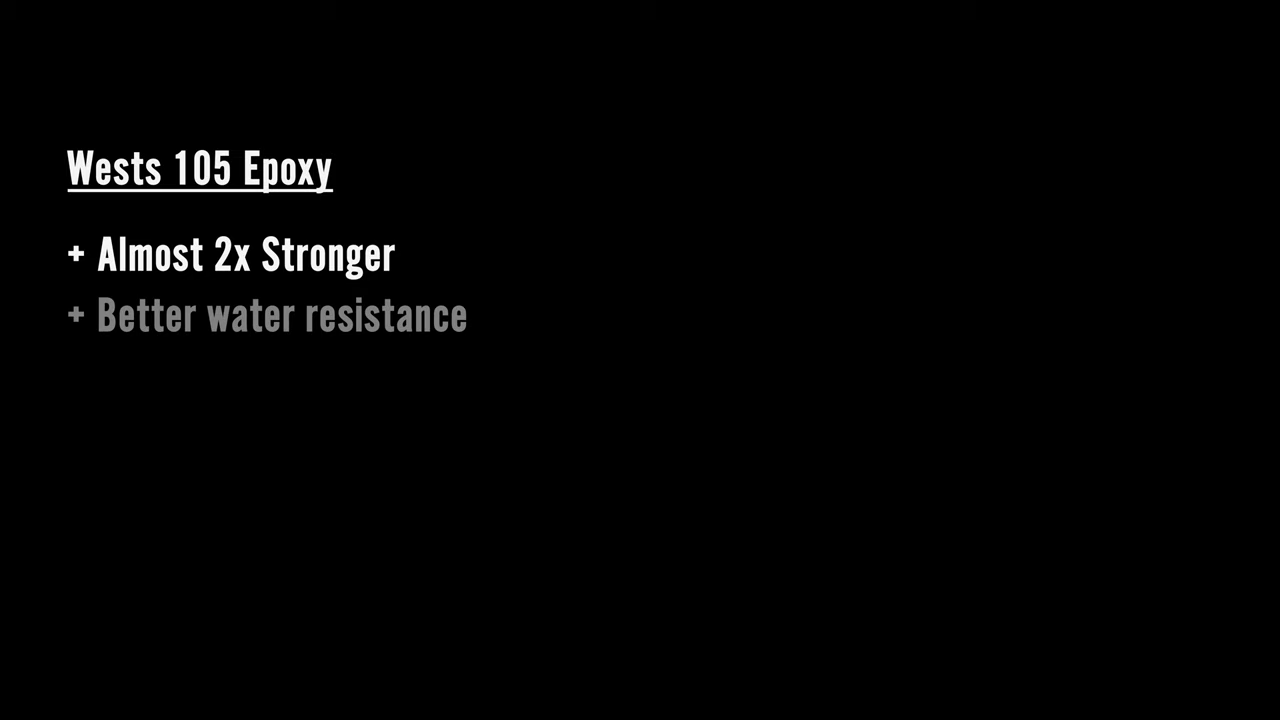 Wests 105 Epoxy
+ Almost 2x Stronger
+ Better water resistance